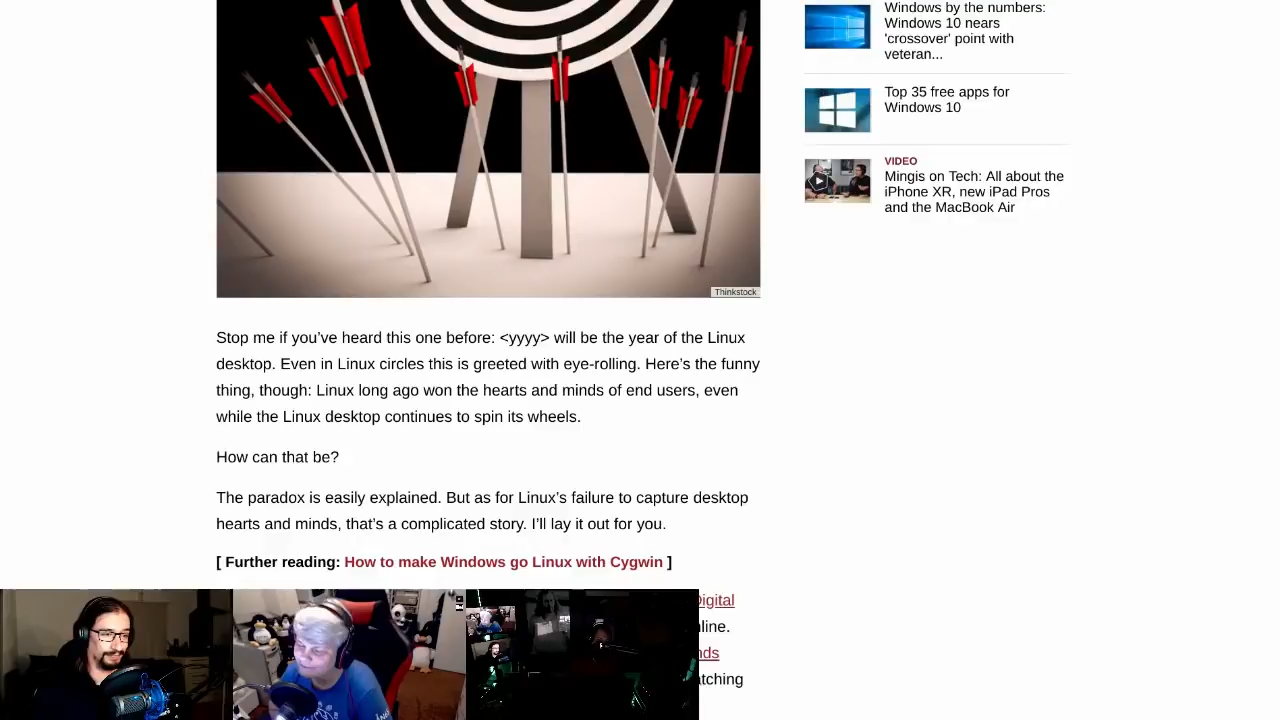 Windows by the numbers:
Windows 10 nears
'crossover' point with
veteran...
Top 35 free apps for
Windows 10
VIDEO
Mingis on Tech: All about the
iPhone XR, new iPad Pros
and the MacBook Air
Thinkstock
Stop me if you’ve heard this one before: <yyyy> will be the year of the Linux
desktop. Even in Linux circles this is greeted with eye-rolling. Here’s the funny
thing, though: Linux long ago won the hearts and minds of end users, even
while the Linux desktop continues to spin its wheels.
How can that be?
The paradox is easily explained. But as for Linux’s failure to capture desktop
hearts and minds, that’s a complicated story. I’ll lay it out for you.
[ Further reading: How to make Windows go Linux with Cygwin ]
Digital